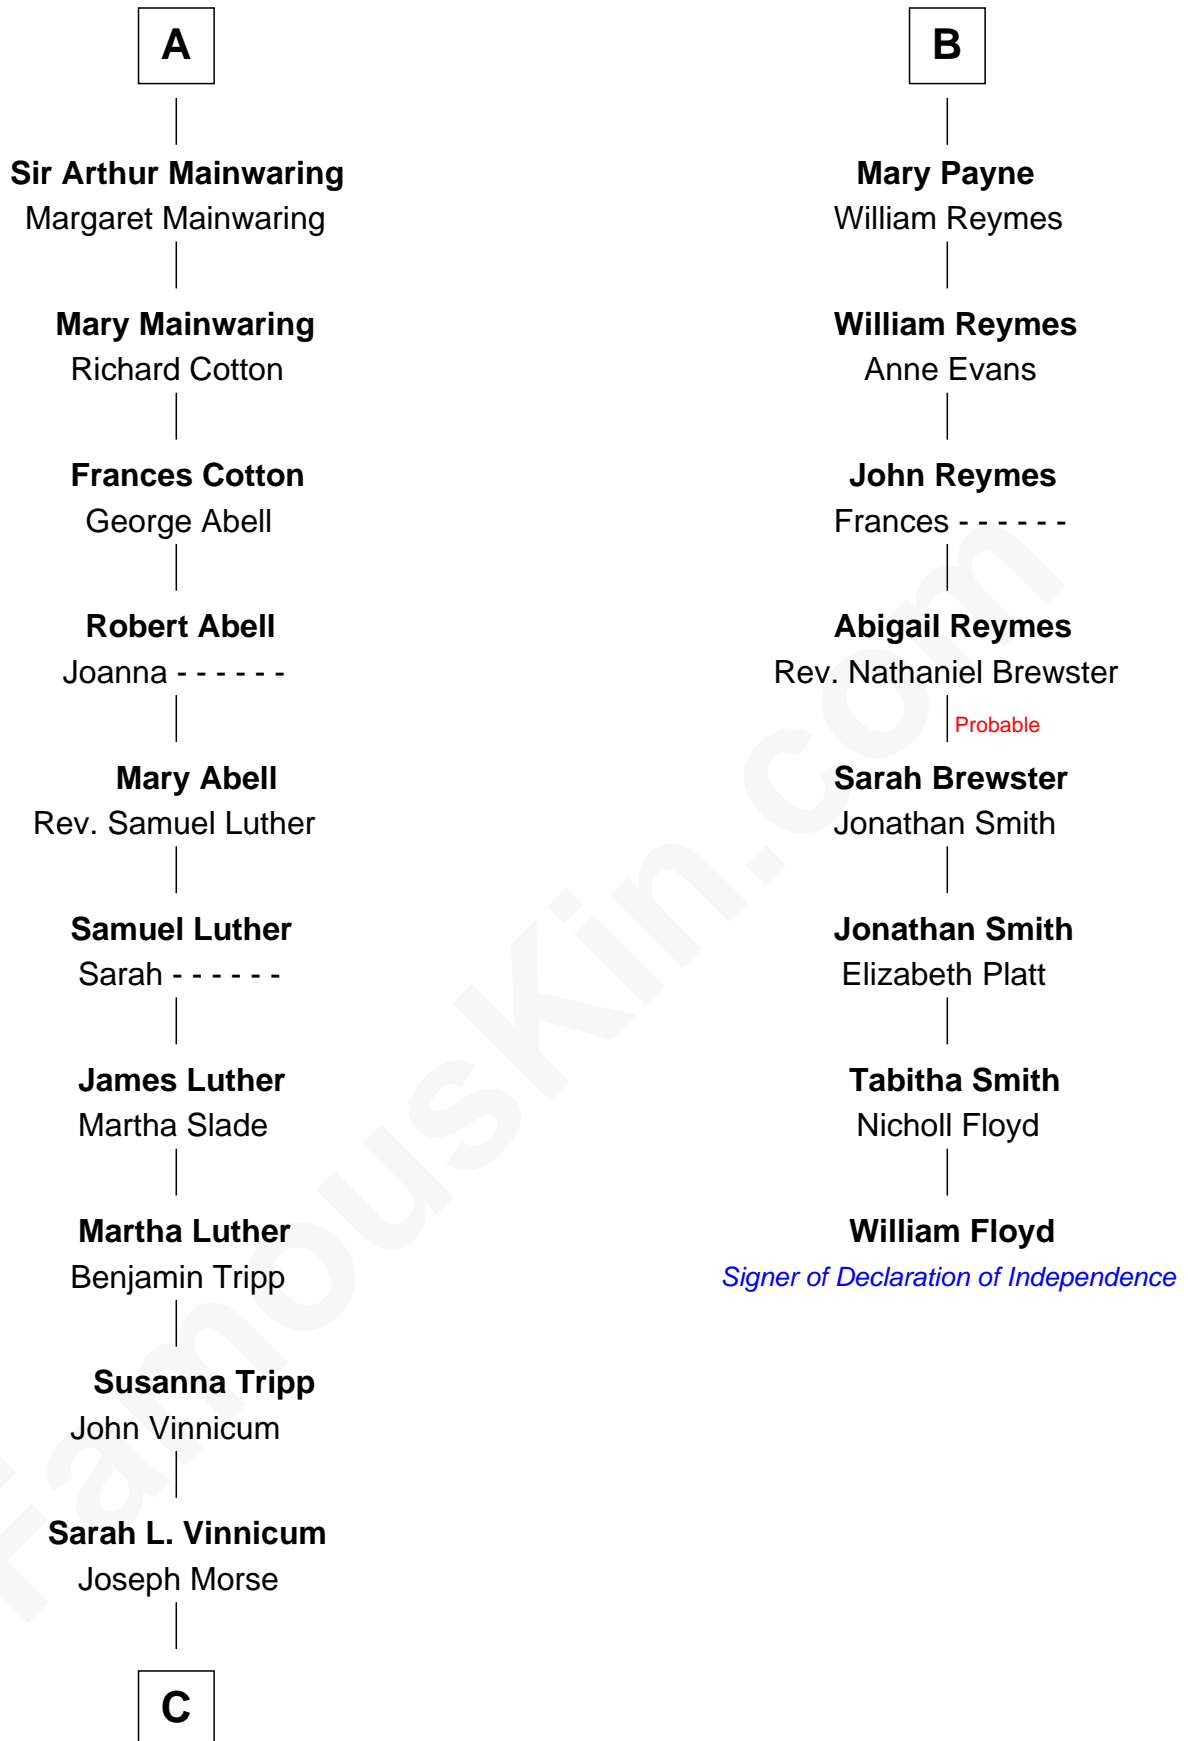 A
Sir Arthur Mainwaring
Margaret Mainwaring
Mary Mainwaring
Richard Cotton
Frances Cotton
George Abell
Robert Abell
Joanna - - - - - -
Mary Abell
Rev. Samuel Luther
Samuel Luther
Sarah - - - - - -
James Luther
Martha Slade
Martha Luther
Benjamin Tripp
Susanna Tripp
John Vinnicum
Sarah L. Vinnicum
Joseph Morse
C
B
Mary Payne
William Reymes
William Reymes
Anne Evans
John Reymes
Frances - - - - - -
Abigail Reymes
Rev. Nathaniel Brewster
Probable
Sarah Brewster
Jonathan Smith
Jonathan Smith
Elizabeth Platt
Tabitha Smith
Nicholl Floyd
William Floyd
Signer of Declaration of Independence
FamousKin.com